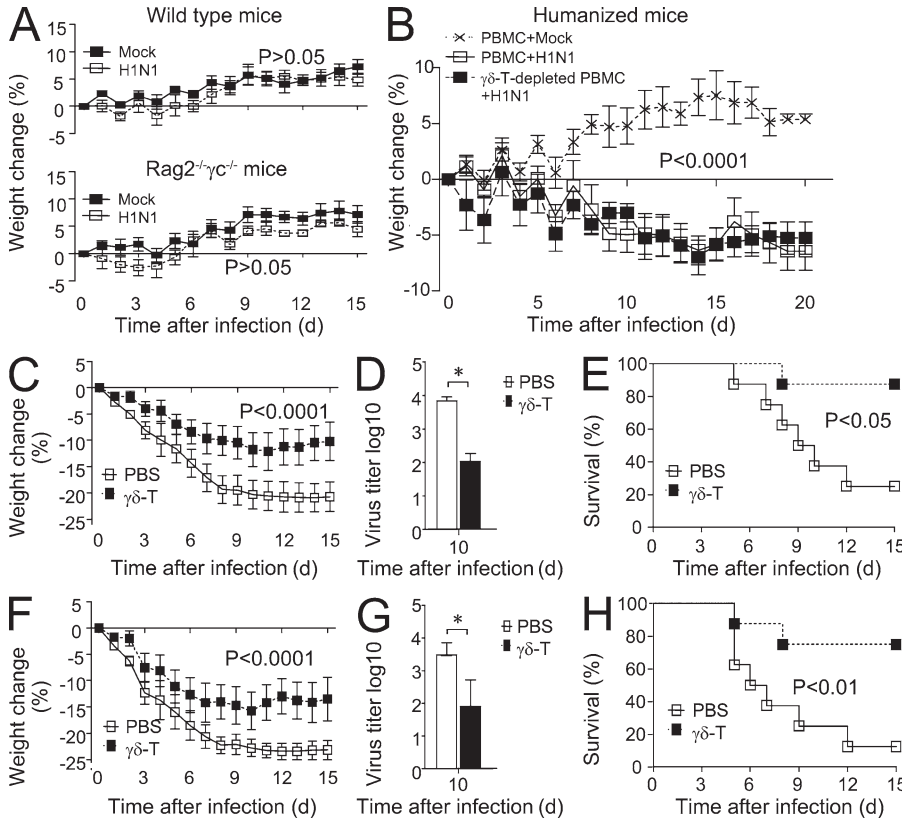 A
Wild type mice
Weight change (%)
15
10
5
0
-5
Mock
H1N1
P>0.05
Rag2-/-γc-/- mice
Weight change (%)
15
10
5
0
-5
Mock
H1N1
P>0.05
0 3 6 9 12 15
Time after infection (d)
B
Humanized mice
PBMC+Mock
PBMC+H1N1
γδ-T-depleted PBMC
+H1N1
Weight change (%)
10
5
0
-5
-10
P<0.0001
0 5 10 15 20
Time after infection (d)
C
Weight change
(%)
5
0
-5
-10
-15
-20
-25
P<0.0001
PBS
γδ-T
0 3 6 9 12 15
Time after infection (d)
D
Virus titer log10
5
4
3
2
1
0
*
PBS
γδ-T
10
Time after infection (d)
E
Survival (%)
100
80
60
40
20
0
P<0.05
PBS
γδ-T
0 3 6 9 12 15
Time after infection (d)
F
Weight change
(%)
5
0
-5
-10
-15
-20
-25
P<0.0001
PBS
γδ-T
0 3 6 9 12 15
Time after infection (d)
G
Virus titer log10
5
4
3
2
1
0
*
PBS
γδ-T
10
Time after infection (d)
H
Survival (%)
100
80
60
40
20
0
P<0.01
PBS
γδ-T
0 3 6 9 12 15
Time after infection (d)